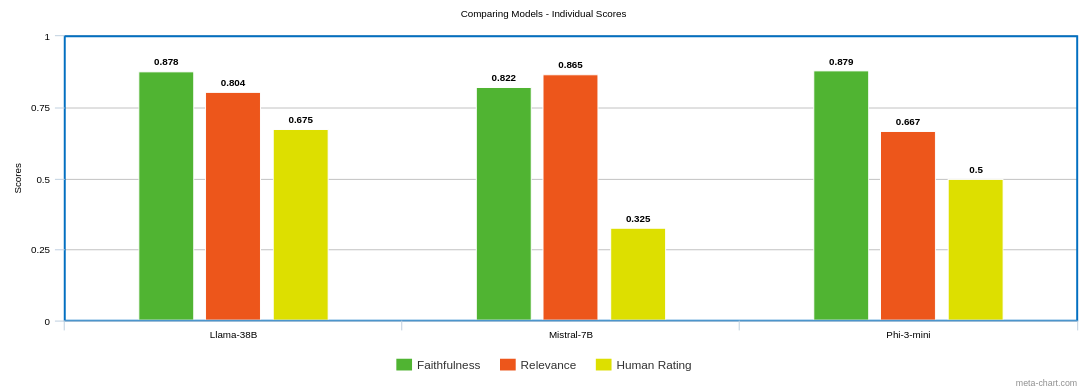 Comparing Models - Individual Scores
1
0.75
0.5
0.25
0
Scores
0.878
0.804
0.675
0.822
0.865
0.325
0.879
0.667
0.5
Llama-38B
Mistral-7B
Phi-3-mini
Faithfulness
Relevance
Human Rating
meta-chart.com